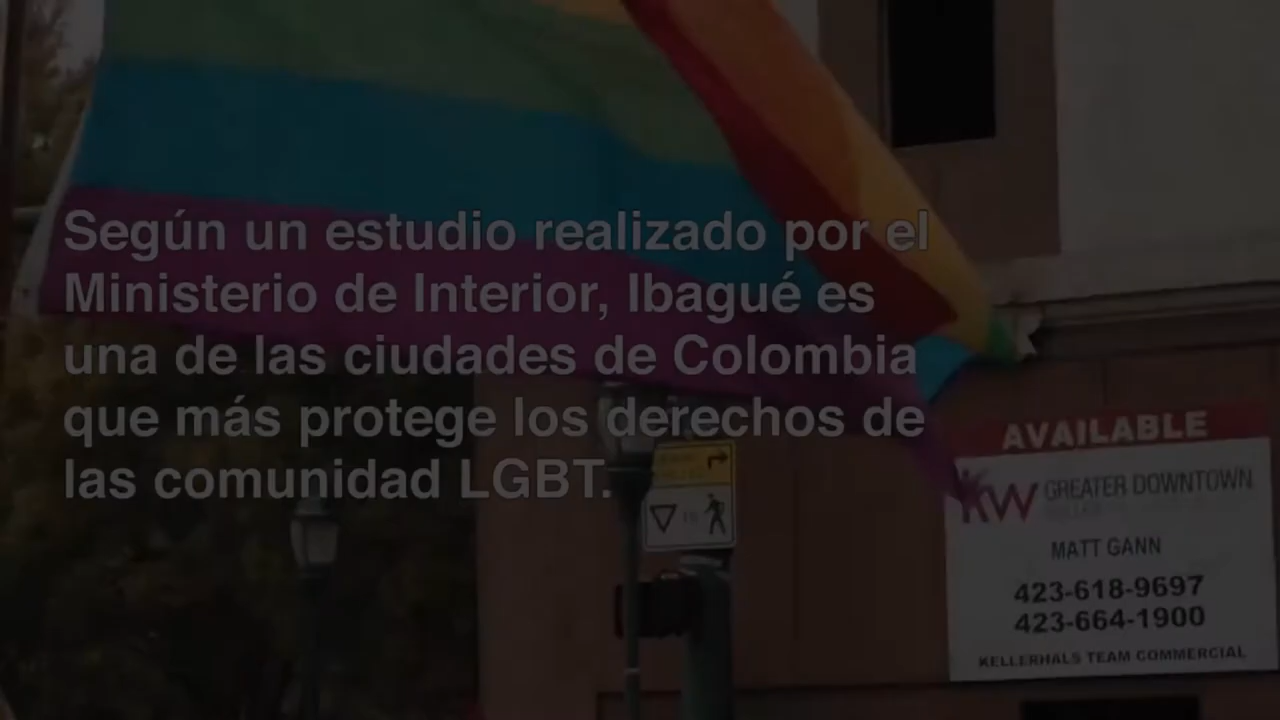 Según un estudio realizado por el
Ministerio de Interior, Ibagué es
una de las ciudades de Colombia
que más protege los derechos de
las comunidad LGBT.
AVAILABLE
KW GREATER DOWNTOWN
MATT GANN
423-618-9697
423-664-1900
KELLERHALS TEAM COMMERCIAL